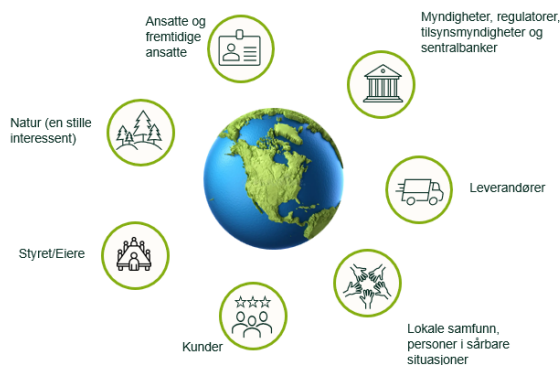 Ansatte og
fremtidige
ansatte
Myndigheter, regulatorer,
tilsynsmyndigheter og
sentralbanker
Natur (en stille
interessent)
Leverandører
Styret/Eiere
Kunder
Lokale samfunn,
personer i sårbare
situasjoner